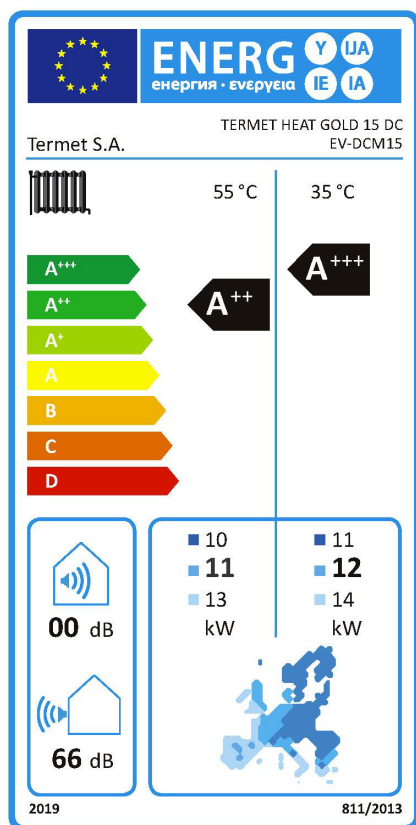 ENERG
Y IJA
IE IA
енергия · ενεργεια
TERMET HEAT GOLD 15 DC
Termet S.A.
EV-DCM15
55 °C
35 °C
A+++
A++
A+
A
B
C
D
A++
A+++
00 dB
66 dB
10
11
13
kW
11
12
14
kW
2019
811/2013